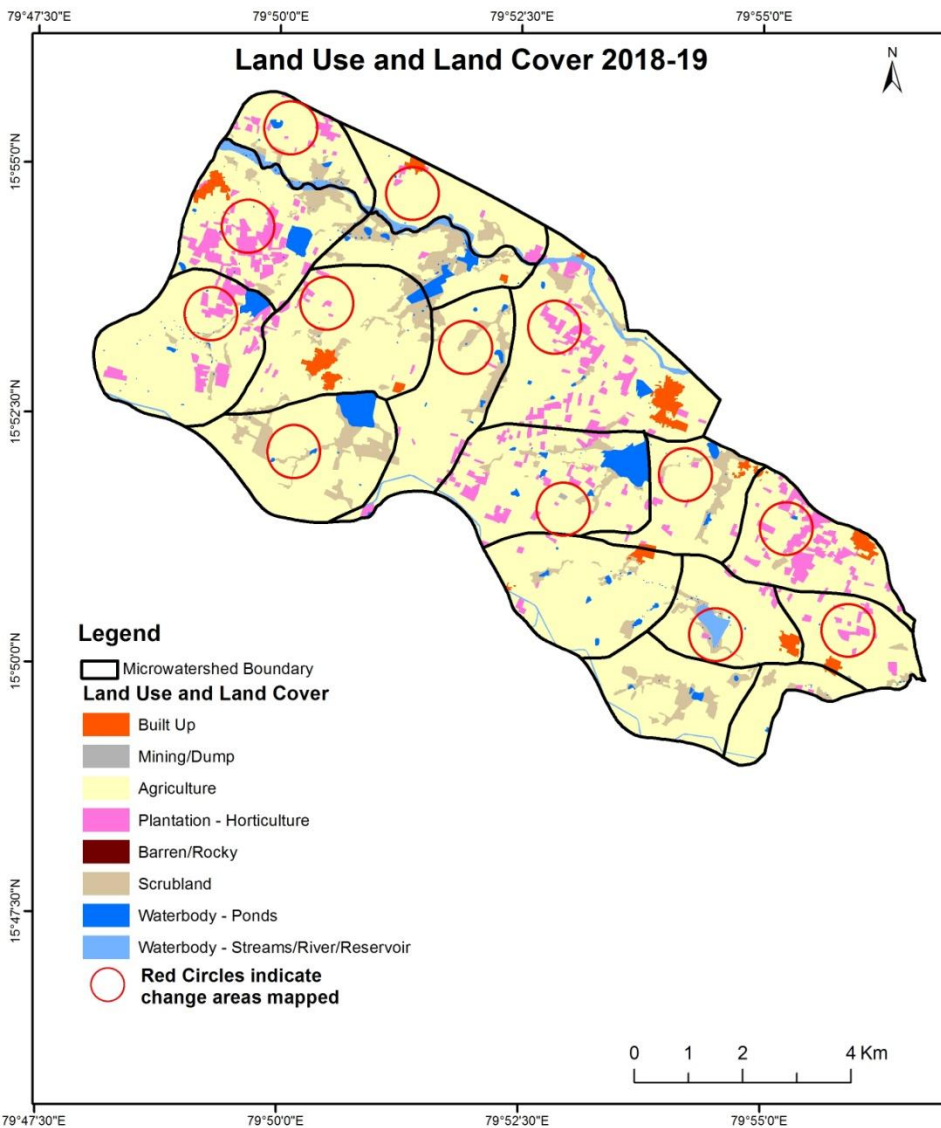 79°47'30"E 79°50'0"E 79°52'30"E 79°55'0"E
Land Use and Land Cover 2018-19
N
15°55'0"N
15°52'30"N
15°50'0"N
15°47'30"N
Legend
Microwatershed Boundary
Land Use and Land Cover
Built Up
Mining/Dump
Agriculture
Plantation - Horticulture
Barren/Rocky
Scrubland
Waterbody - Ponds
Waterbody - Streams/River/Reservoir
Red Circles indicate
change areas mapped
0 1 2 4 Km
79°47'30"E 79°50'0"E 79°52'30"E 79°55'0"E